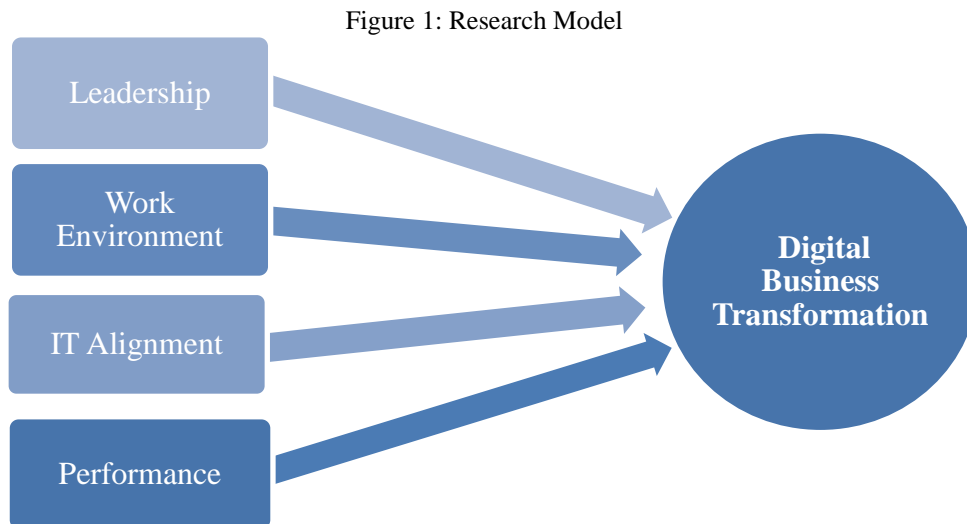 Figure 1: Research Model
Leadership
Work
Environment
IT Alignment
Performance
Digital
Business
Transformation